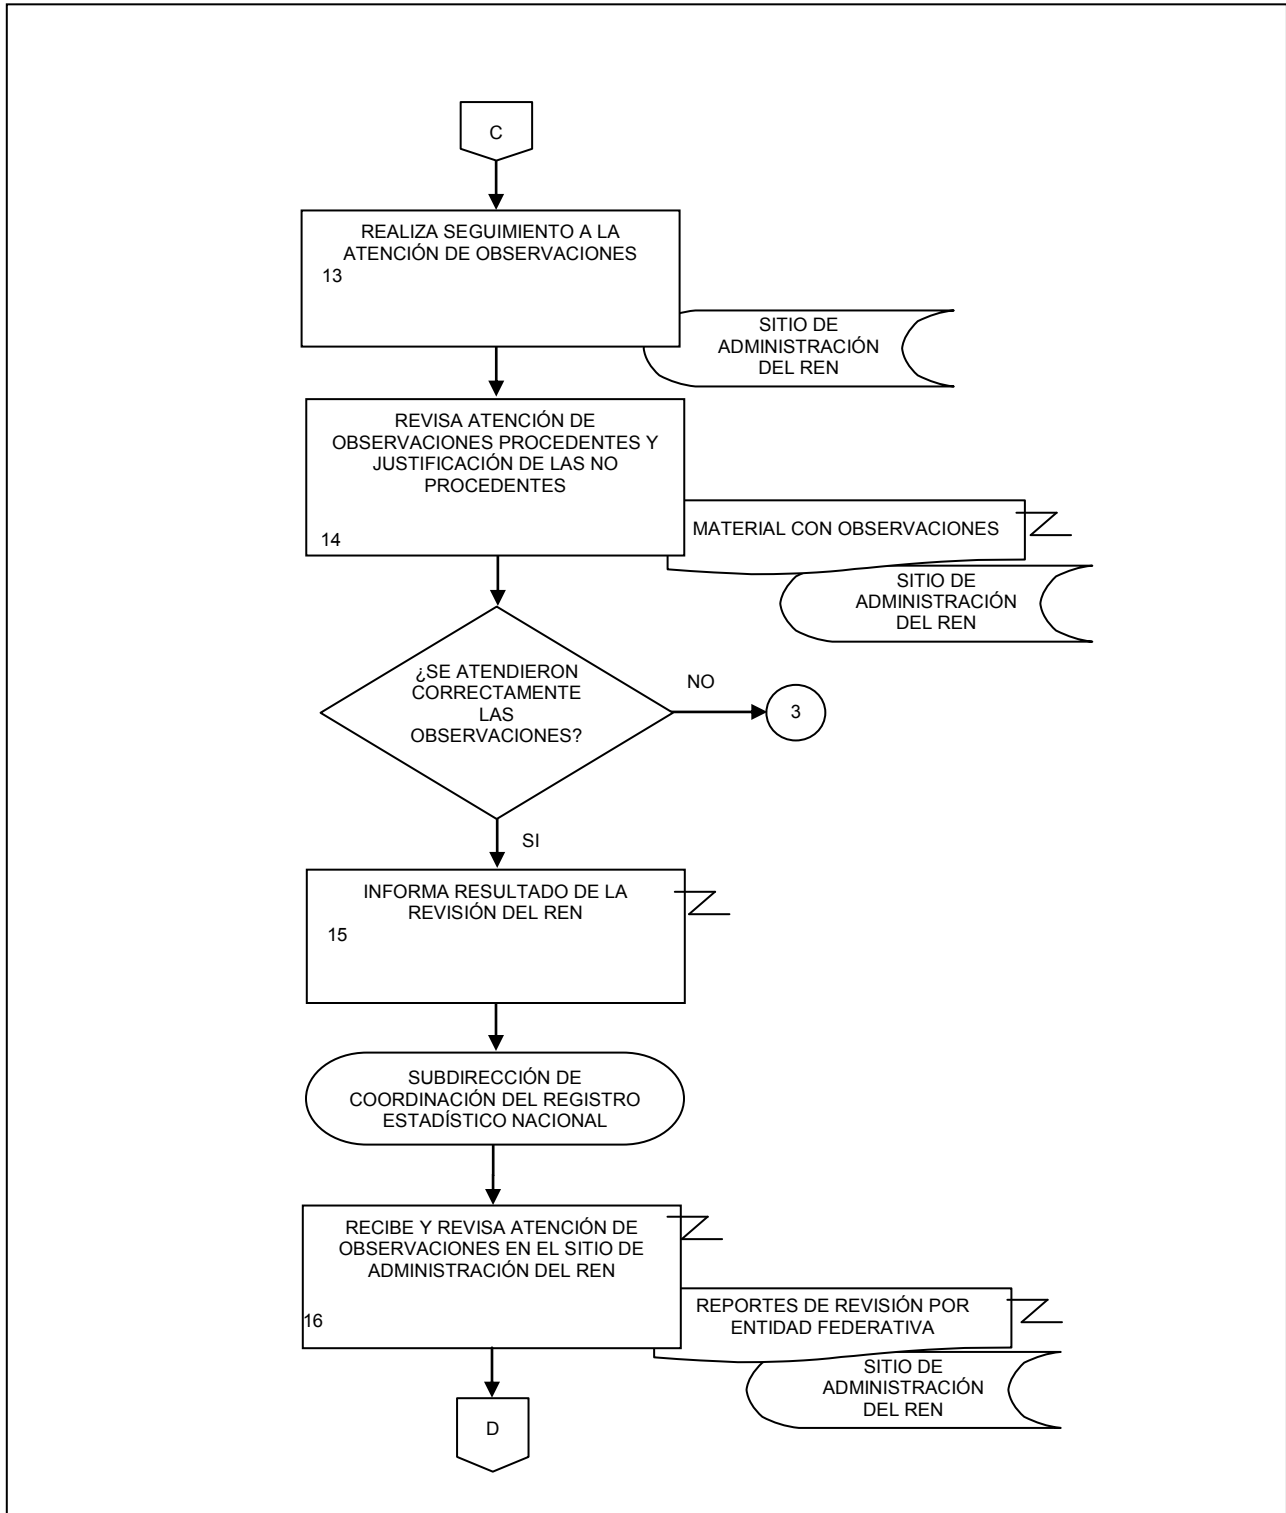 C
REALIZA SEGUIMIENTO A LA
ATENCIÓN DE OBSERVACIONES
13
SITIO DE
ADMINISTRACIÓN
DEL REN
REVISA ATENCIÓN DE
OBSERVACIONES PROCEDENTES Y
JUSTIFICACIÓN DE LAS NO
PROCEDENTES
14
MATERIAL CON OBSERVACIONES
SITIO DE
ADMINISTRACIÓN
DEL REN
¿SE ATENDIERON
CORRECTAMENTE
LAS
OBSERVACIONES?
NO
3
SI
INFORMA RESULTADO DE LA
REVISIÓN DEL REN
15
SUBDIRECCIÓN DE
COORDINACIÓN DEL REGISTRO
ESTADÍSTICO NACIONAL
RECIBE Y REVISA ATENCIÓN DE
OBSERVACIONES EN EL SITIO DE
ADMINISTRACIÓN DEL REN
16
REPORTES DE REVISIÓN POR
ENTIDAD FEDERATIVA
SITIO DE
ADMINISTRACIÓN
DEL REN
D